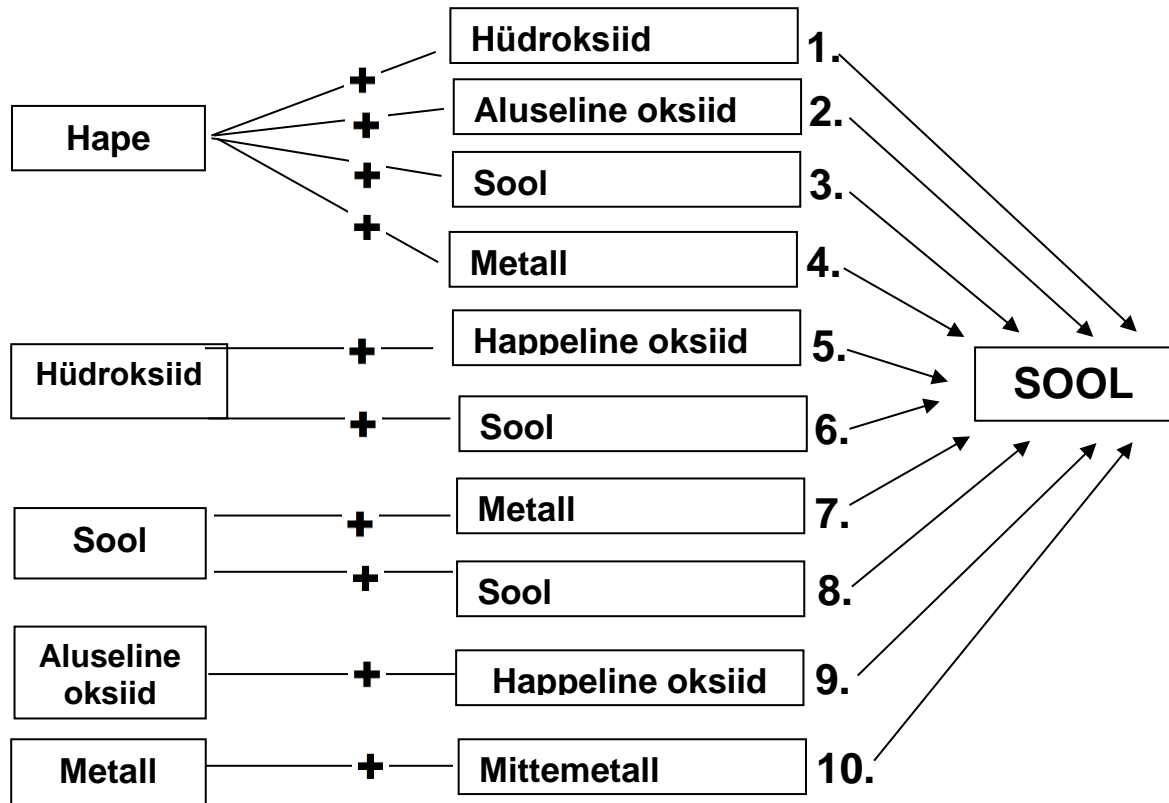 Hape
+
Hüdroksiid
1.
+
Aluseline oksiid
2.
+
Sool
3.
+
Metall
4.
Hüdroksiid
+
Happeline oksiid
5.
+
Sool
6.
Sool
+
Metall
7.
+
Sool
8.
Aluseline
oksiid
+
Happeline oksiid
9.
Metall
+
Mittemetall
10.
SOOL